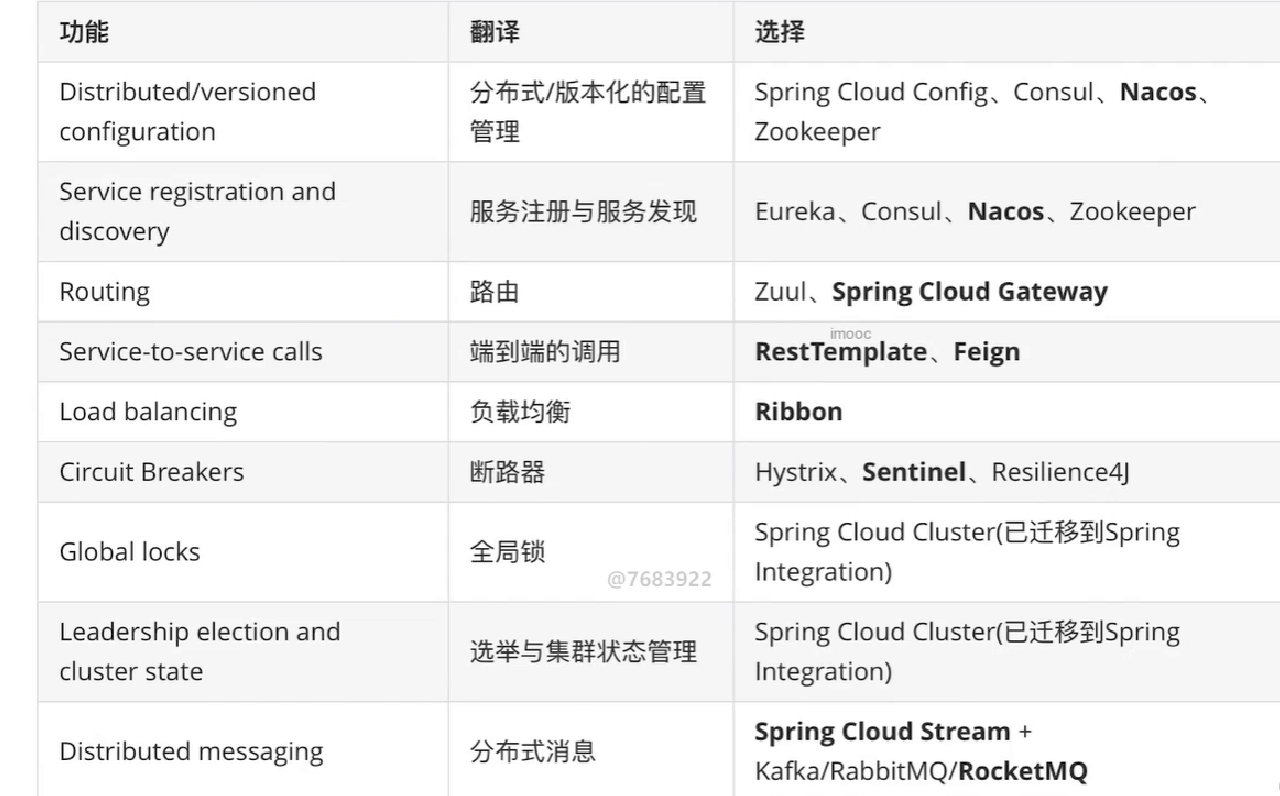 功能
翻译
选择
Distributed/versioned
configuration
分布式/版本化的配置
管理
Spring Cloud Config、Consul、Nacos、
Zookeeper
Service registration and
discovery
服务注册与服务发现
Eureka、Consul、Nacos、Zookeeper
Routing
路由
Zuul、Spring Cloud Gateway
imooc
Service-to-service calls
端到端的调用
RestTemplate、Feign
Load balancing
负载均衡
Ribbon
Circuit Breakers
断路器
Hystrix、Sentinel、Resilience4J
Global locks
全局锁
Spring Cloud Cluster(已迁移到Spring
Integration)
@7683922
Leadership election and
cluster state
选举与集群状态管理
Spring Cloud Cluster(已迁移到Spring
Integration)
Distributed messaging
分布式消息
Spring Cloud Stream +
Kafka/RabbitMQ/RocketMQ